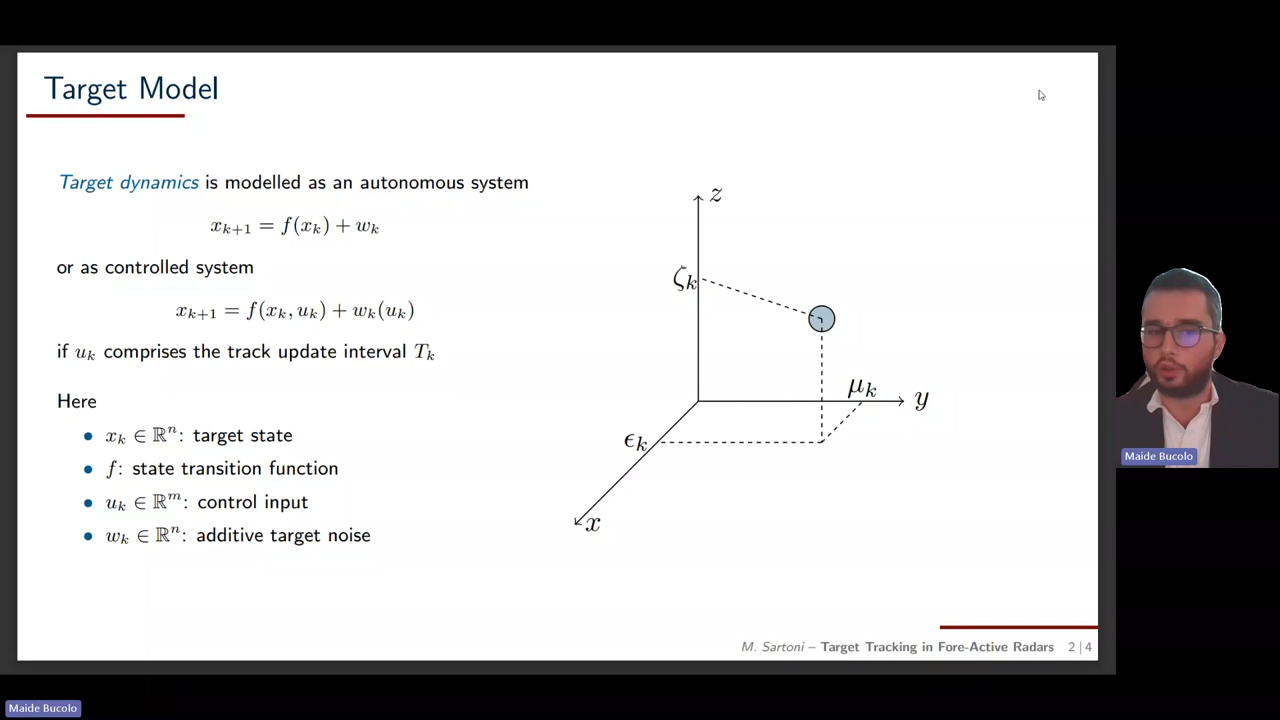 Target Model
Target dynamics is modelled as an autonomous system
x_{k+1} = f(x_k) + w_k
or as controlled system
x_{k+1} = f(x_k, u_k) + w_k(u_k)
if u_k comprises the track update interval T_k
Here
• x_k ∈ ℝ^n: target state
• f: state transition function
• u_k ∈ ℝ^m: control input
• w_k ∈ ℝ^n: additive target noise
z
ζ_k
μ_k
y
ϵ_k
x
M. Sartoni – Target Tracking in Fore-Active Radars 2 | 4
Maide Bucolo
Maide Bucolo